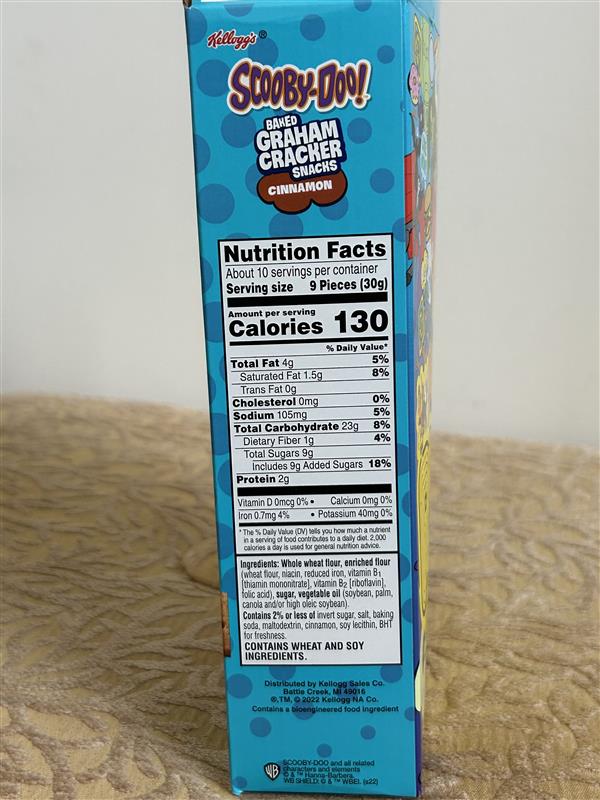 Kellogg's ®
SCOOBY-DOO!
BAKED
GRAHAM
CRACKER
SNACKS
CINNAMON
Nutrition Facts
About 10 servings per container
Serving size 9 Pieces (30g)
Amount per serving
Calories 130
% Daily Value*
Total Fat 4g 5%
Saturated Fat 1.5g 8%
Trans Fat 0g
Cholesterol 0mg 0%
Sodium 105mg 5%
Total Carbohydrate 23g 8%
Dietary Fiber 1g 4%
Total Sugars 9g
Includes 9g Added Sugars 18%
Protein 2g
Vitamin D 0mcg 0% • Calcium 0mg 0%
Iron 0.7mg 4% • Potassium 40mg 0%
* The % Daily Value (DV) tells you how much a nutrient
in a serving of food contributes to a daily diet. 2,000
calories a day is used for general nutrition advice.
Ingredients: Whole wheat flour, enriched flour
(wheat flour, niacin, reduced iron, vitamin B1
[thiamin mononitrate], vitamin B2 [riboflavin],
folic acid), sugar, vegetable oil (soybean, palm,
canola and/or high oleic soybean).
Contains 2% or less of invert sugar, salt, baking
soda, maltodextrin, cinnamon, soy lecithin, BHT
for freshness.
CONTAINS WHEAT AND SOY
INGREDIENTS.
Distributed by Kellogg Sales Co.
Battle Creek, MI 49016
®,TM, © 2022 Kellogg NA Co.
Contains a bioengineered food ingredient
WB
SCOOBY-DOO and all related
characters and elements
© & ™ Hanna-Barbera.
WB SHIELD: © & ™ WBEI. (s22)